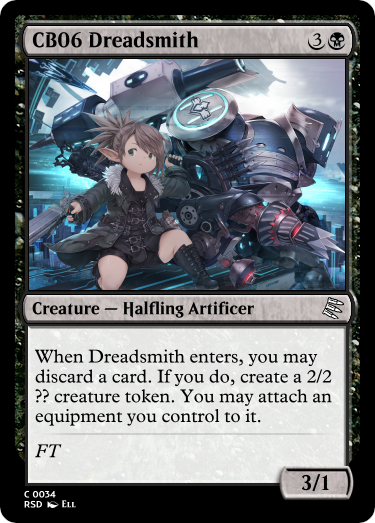 CB06 Dreadsmith 3
Creature — Halfling Artificer
When Dreadsmith enters, you may
discard a card. If you do, create a 2/2
?? creature token. You may attach an
equipment you control to it.
FT
3/1
C 0034
RSD Ell